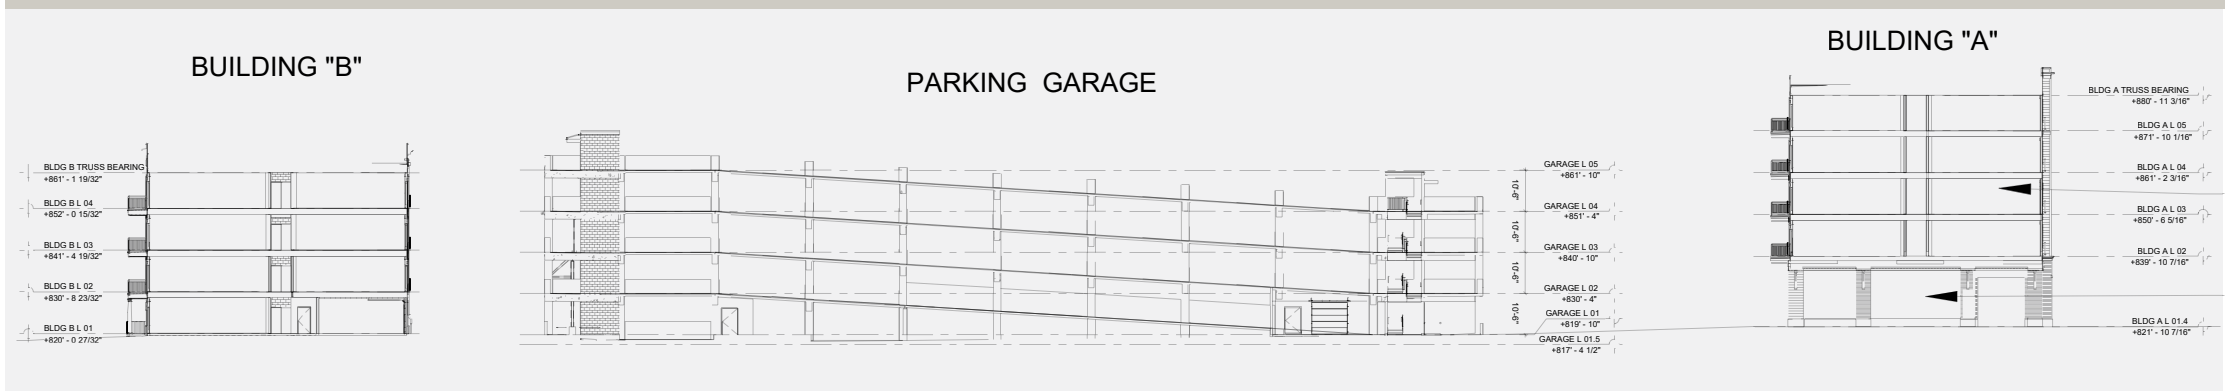 BUILDING "B"
BLDG B TRUSS BEARING
+861' - 1 19/32"
BLDG B L 04
+852' - 0 15/32"
BLDG B L 03
+841' - 4 19/32"
BLDG B L 02
+830' - 8 23/32"
BLDG B L 01
+820' - 0 27/32"
PARKING GARAGE
GARAGE L 05
+861' - 10"
10'-6"
GARAGE L 04
+851' - 4"
10'-6"
GARAGE L 03
+840' - 10"
10'-6"
GARAGE L 02
+830' - 4"
10'-6"
GARAGE L 01
+819' - 10"
GARAGE L 01.5
+817' - 4 1/2"
BUILDING "A"
BLDG A TRUSS BEARING
+880' - 11 3/16"
BLDG A L 05
+871' - 10 1/16"
BLDG A L 04
+861' - 2 3/16"
BLDG A L 03
+850' - 6 5/16"
BLDG A L 02
+839' - 10 7/16"
BLDG A L 01.4
+821' - 10 7/16"